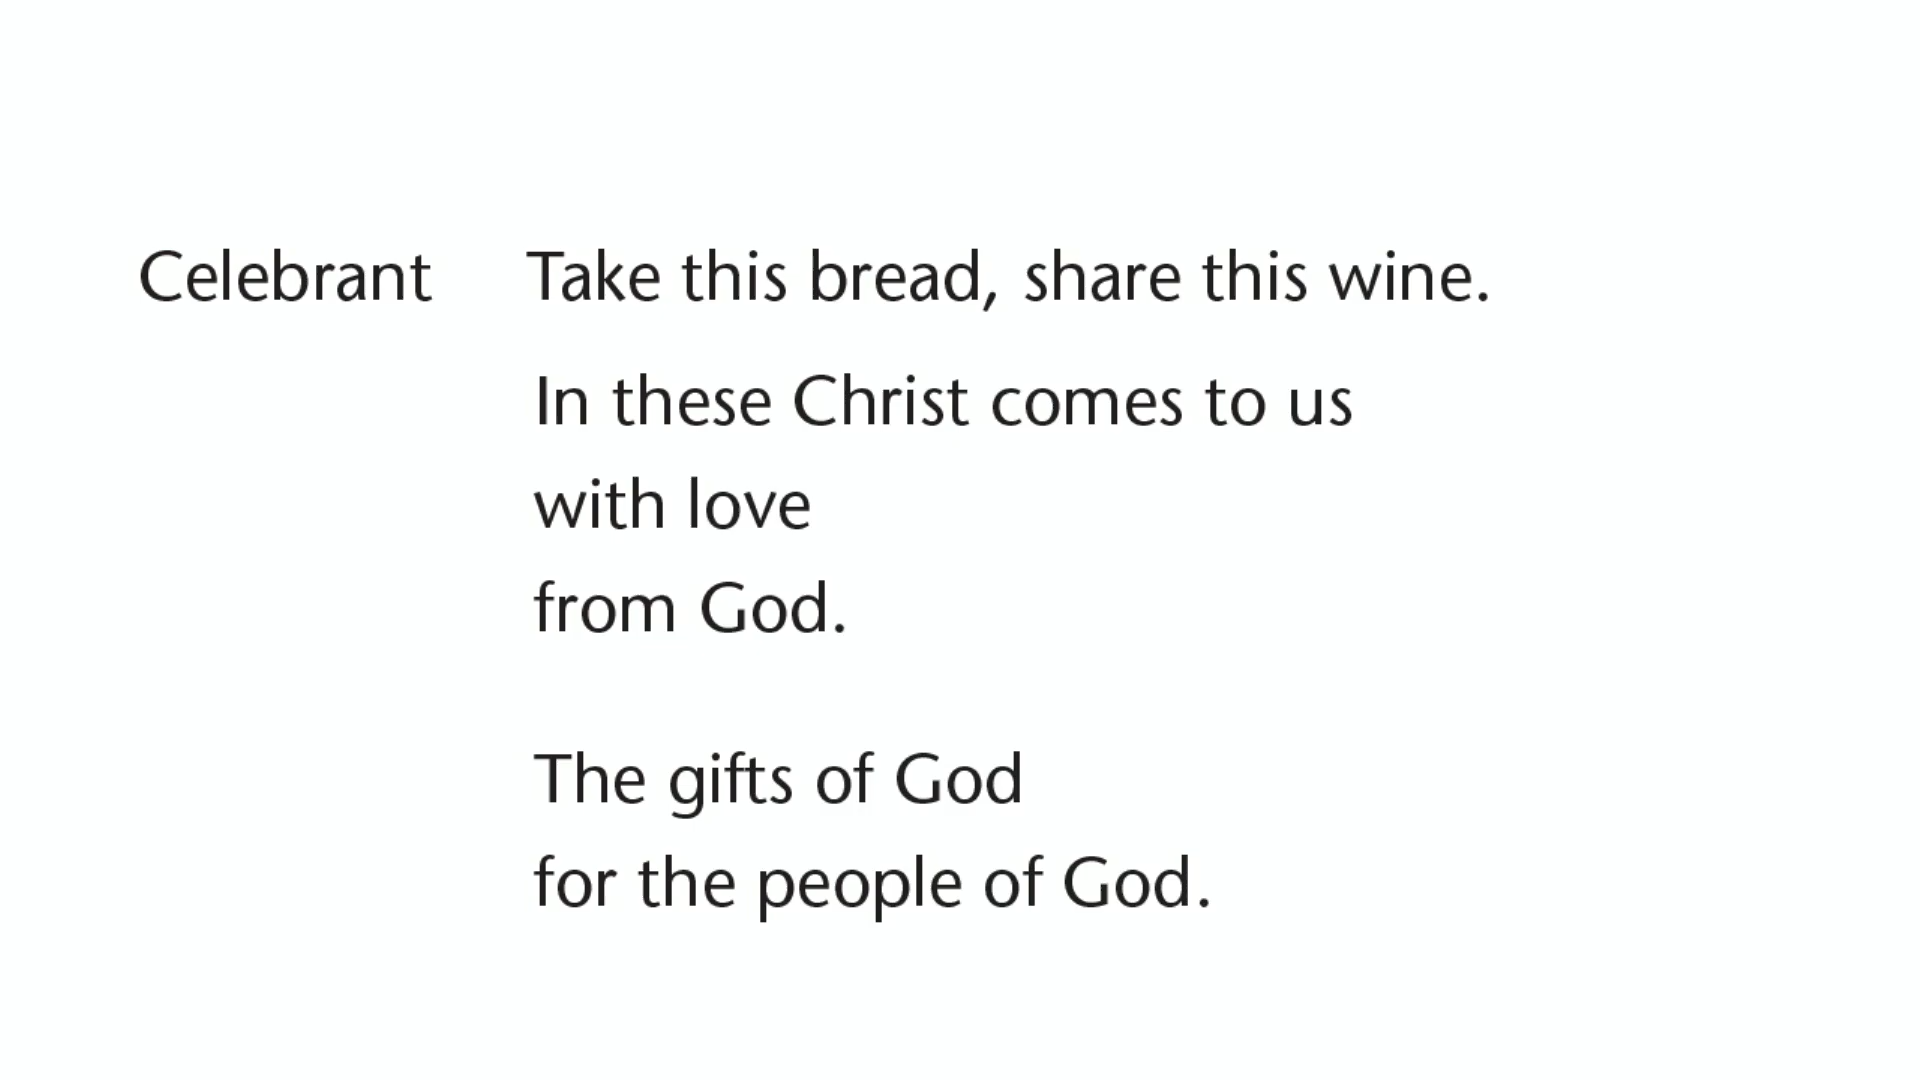 Celebrant Take this bread, share this wine.
In these Christ comes to us
with love
from God.
The gifts of God
for the people of God.